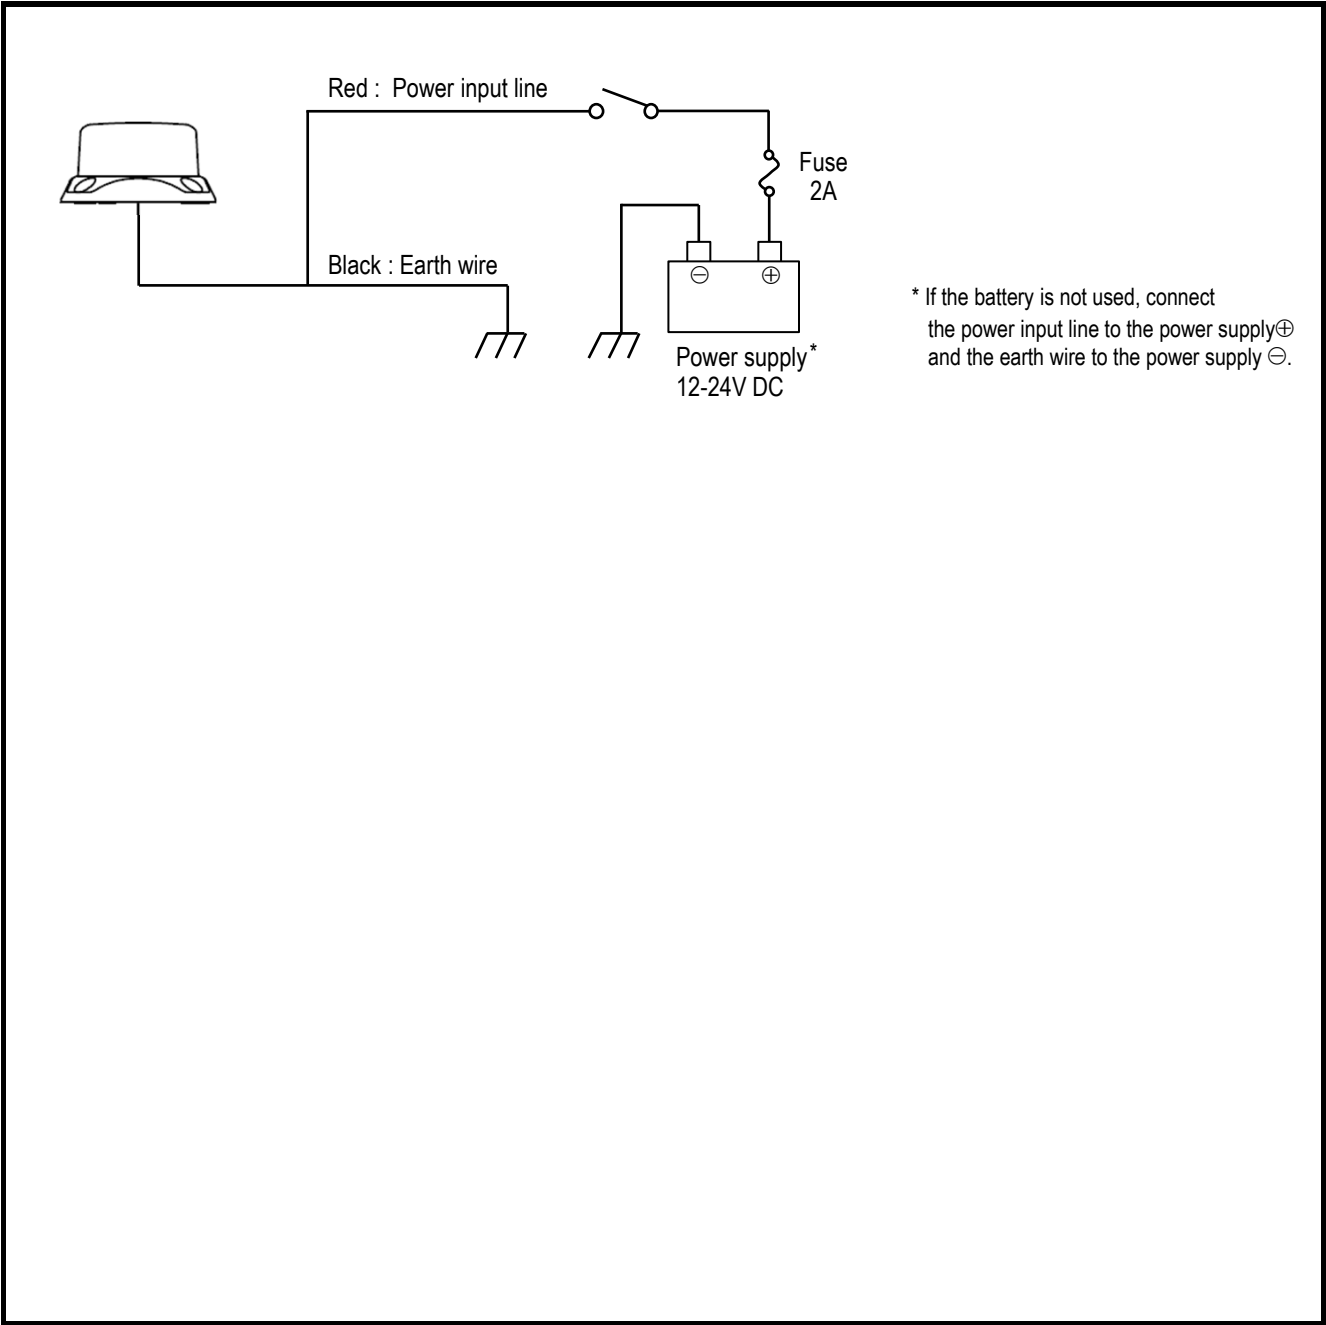 Red :  Power input line
Fuse
2A
Black : Earth wire
⊖
⊕
Power supply*
12-24V DC
* If the battery is not used, connect
the power input line to the power supply⊕
and the earth wire to the power supply ⊖.